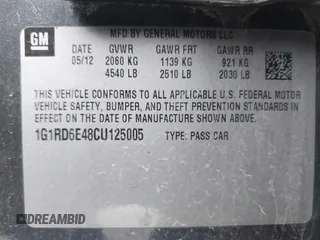 GM
MFD BY GENERAL MOTORS LLC
DATE GVWR GAWR FRT GAWR RR
05/12 2060 KG 1139 KG 921 KG
4540 LB 2510 LB 2030 LB
THIS VEHICLE CONFORMS TO ALL APPLICABLE U.S. FEDERAL MOTOR
VEHICLE SAFETY, BUMPER, AND THEFT PREVENTION STANDARDS
IN EFFECT ON THE DATE OF MANUFACTURE SHOWN ABOVE.
1G1RD6E48CU125005 TYPE: PASS CAR
DREAMBID